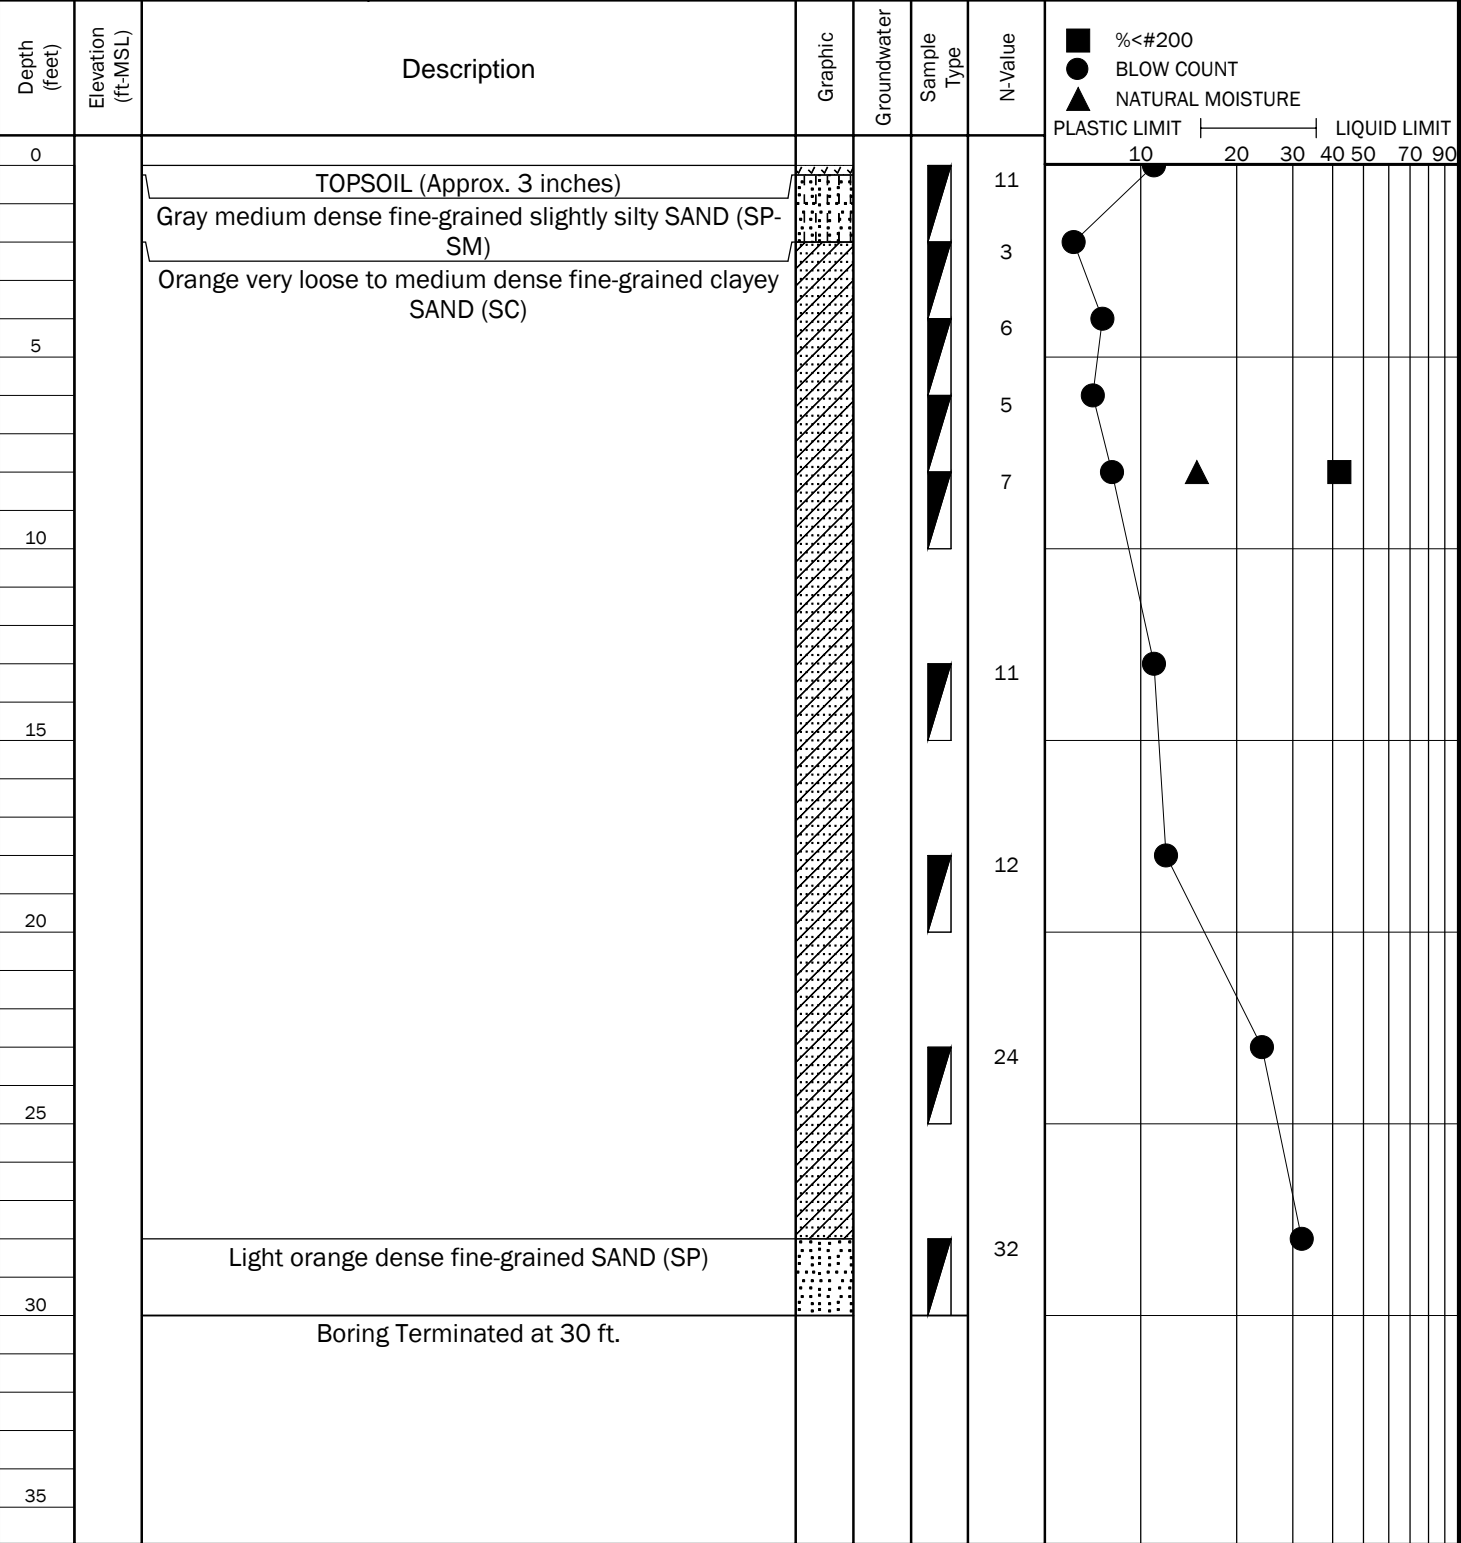 Depth
(feet)
Elevation
(ft-MSL)
Description
Graphic
Groundwater
Sample
Type
N-Value
%<#200
BLOW COUNT
NATURAL MOISTURE
PLASTIC LIMIT
LIQUID LIMIT
10 20 30 40 50 70 90
0
TOPSOIL (Approx. 3 inches)
11
Gray medium dense fine-grained slightly silty SAND (SP-
SM)
3
Orange very loose to medium dense fine-grained clayey
SAND (SC)
6
5
5
7
10
11
15
12
20
24
25
32
Light orange dense fine-grained SAND (SP)
30
Boring Terminated at 30 ft.
35